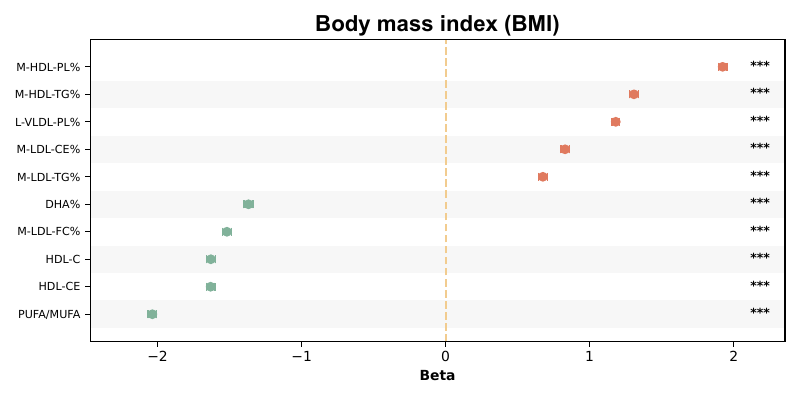 Body mass index (BMI)
M-HDL-PL% ***
M-HDL-TG% ***
L-VLDL-PL% ***
M-LDL-CE% ***
M-LDL-TG% ***
DHA% ***
M-LDL-FC% ***
HDL-C ***
HDL-CE ***
PUFA/MUFA ***
−2 −1 0 1 2
Beta